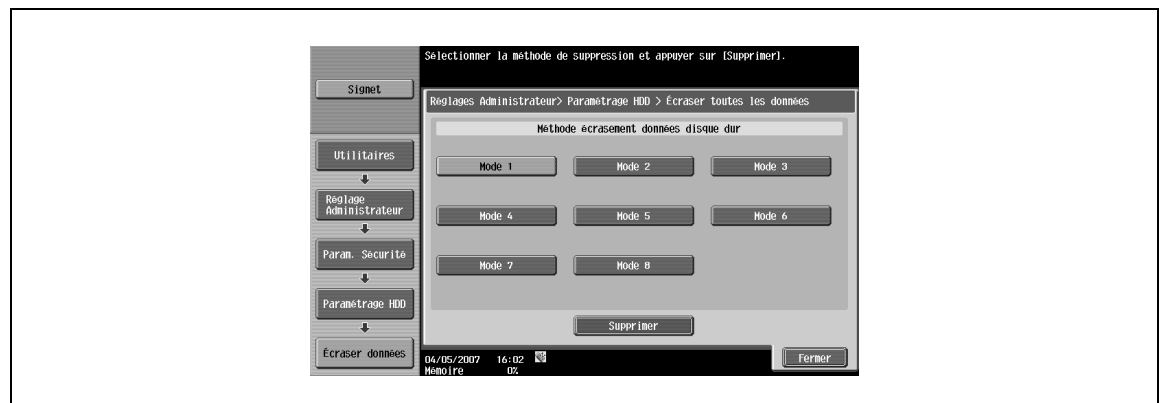 Sélectionner la méthode de suppression et appuyer sur [Supprimer].
Signet
Réglages Administrateur> Paramétrage HDD > Écraser toutes les données
Méthode écrasement données disque dur
Utilitaires
Réglage
Administrateur
Param. Sécurité
Paramétrage HDD
Écraser données
Mode 1
Mode 2
Mode 3
Mode 4
Mode 5
Mode 6
Mode 7
Mode 8
Supprimer
04/05/2007 16:02
Mémoire 0%
Fermer